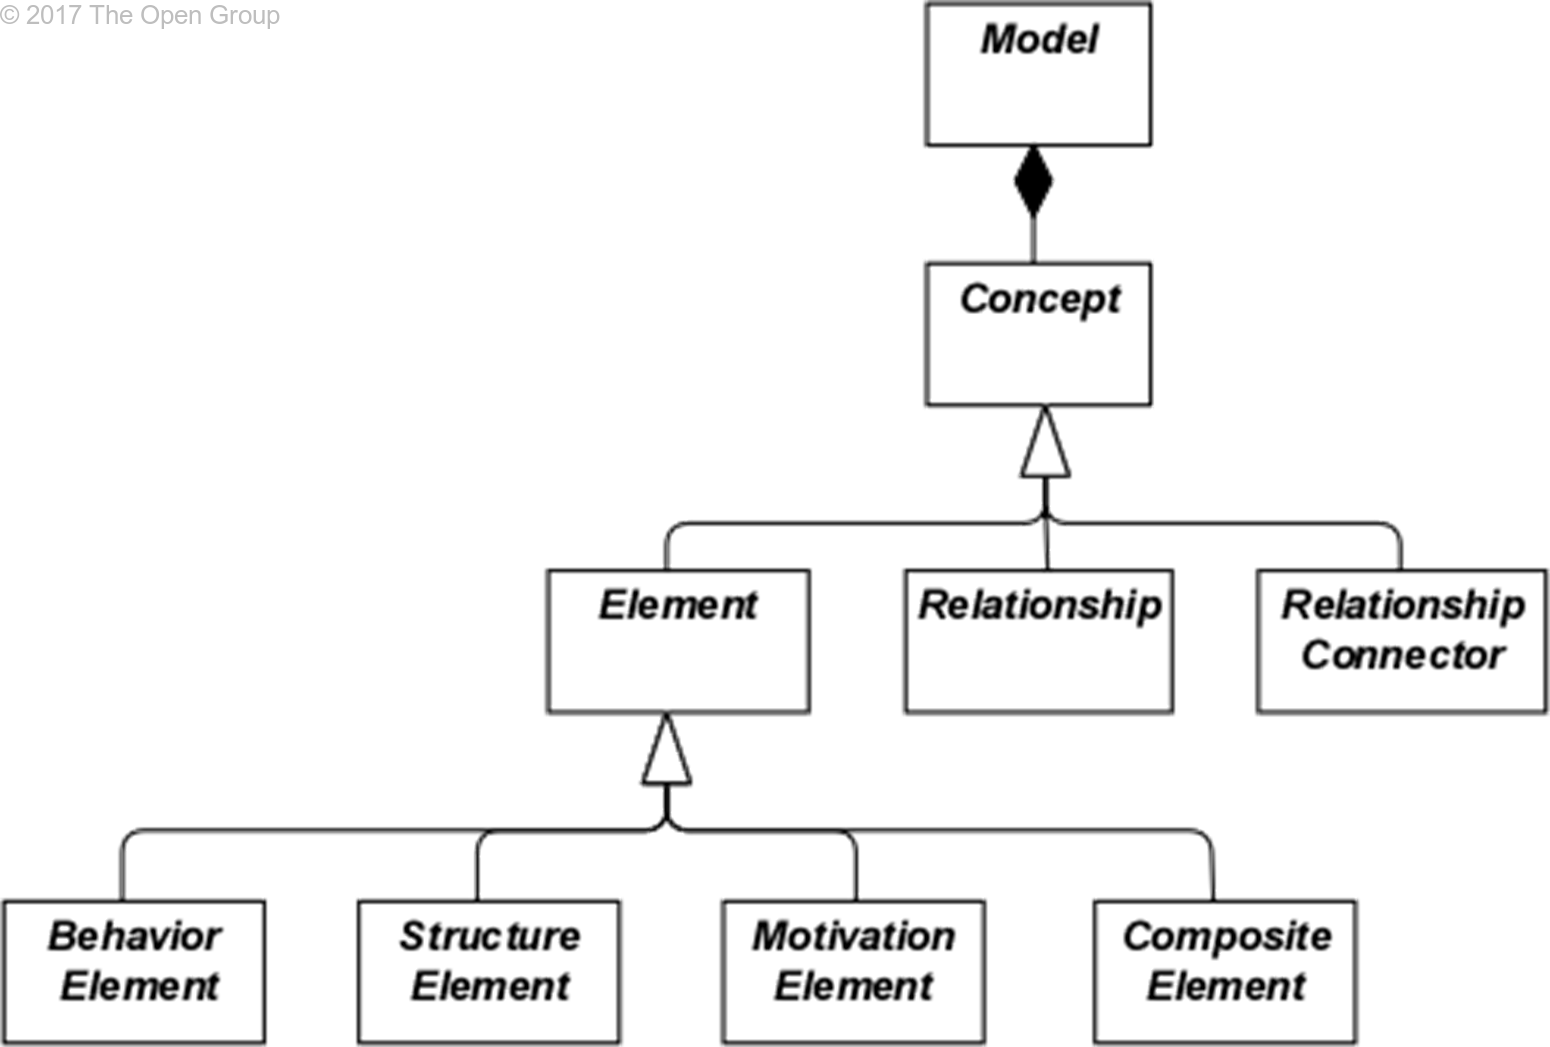 © 2017 The Open Group
Model
Concept
Element
Relationship
Relationship
Connector
Behavior
Element
Structure
Element
Motivation
Element
Composite
Element